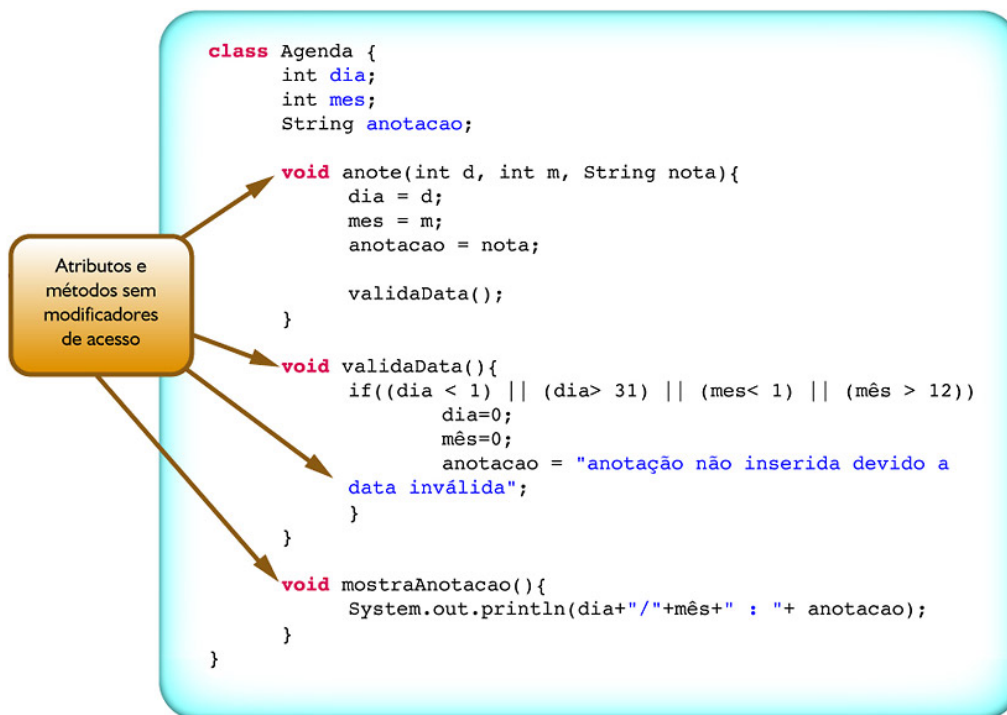 class Agenda {
int dia;
int mes;
String anotacao;
void anote(int d, int m, String nota){
dia = d;
mes = m;
anotacao = nota;
validaData();
}
Atributos e
métodos sem
modificadores
de acesso
void validaData(){
if((dia < 1) || (dia> 31) || (mes< 1) || (mês > 12))
dia=0;
mês=0;
anotacao = "anotação não inserida devido a
data inválida";
}
}
void mostraAnotacao(){
System.out.println(dia+"/"+mês+" : "+ anotacao);
}
}